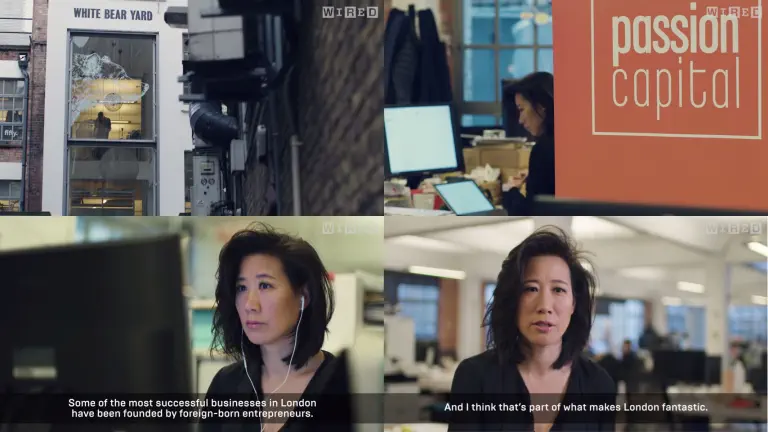 WHITE BEAR YARD
WIRED
WIRED
passion
capital
WIRED
WIRED
Some of the most successful businesses in London
have been founded by foreign-born entrepreneurs.
And I think that's part of what makes London fantastic.